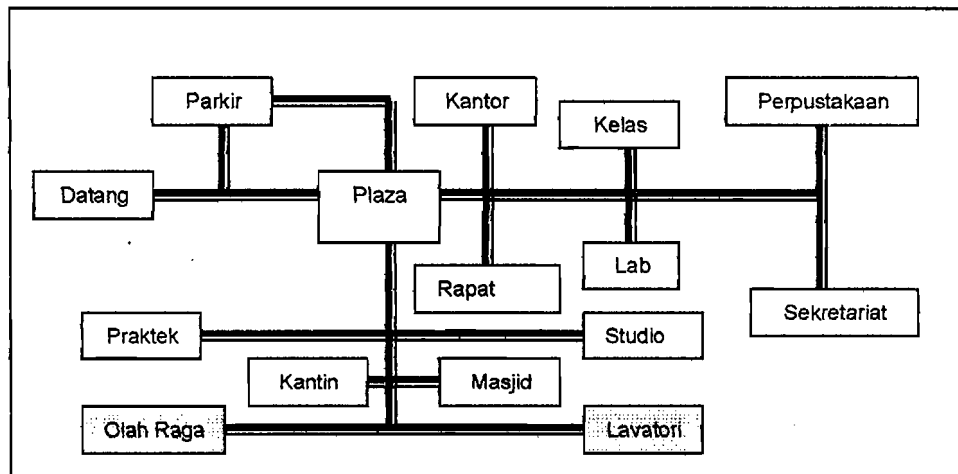 Parkir
Kantor
Kelas
Perpustakaan
Datang
Plaza
Rapat
Lab
Sekretariat
Praktek
Studio
Kantin
Masjid
Olah Raga
Lavatori